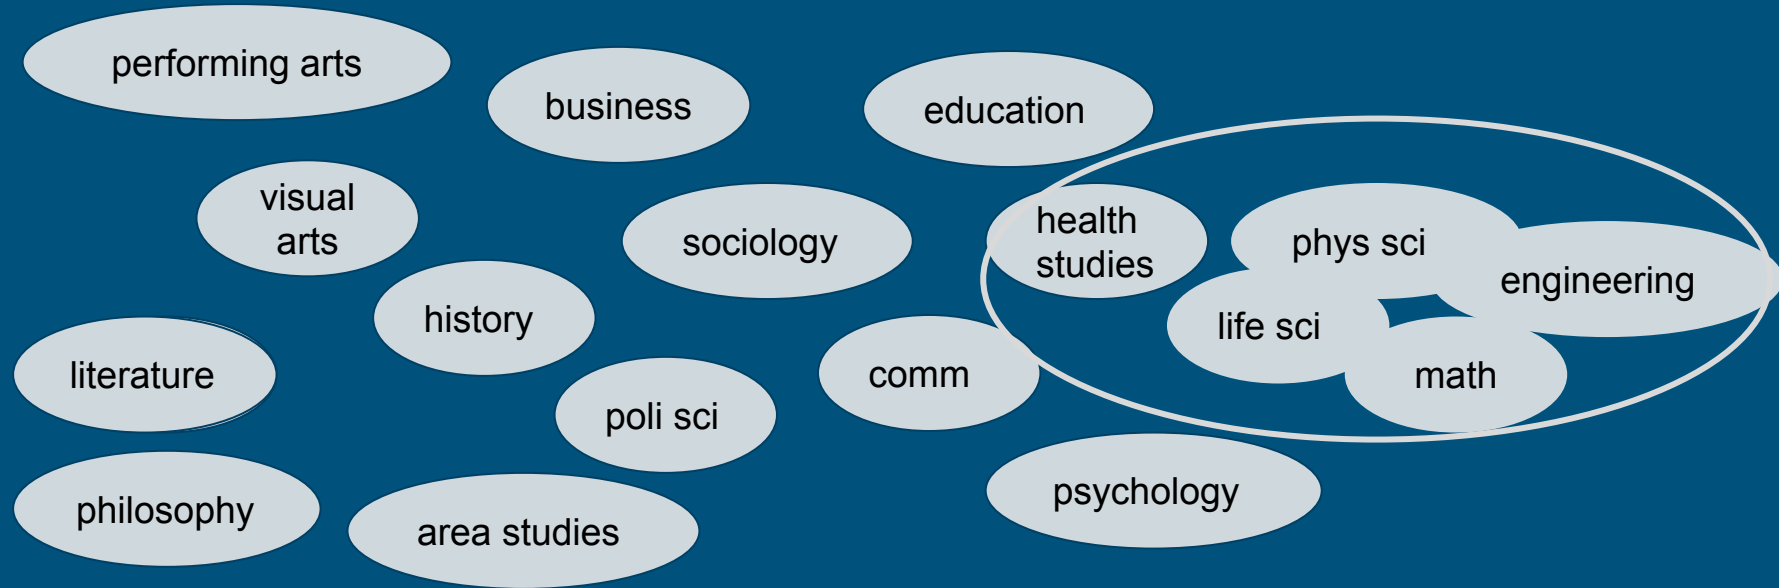 performing arts
business
education
visual
arts
sociology
health
studies
phys sci
engineering
history
life sci
literature
comm
math
poli sci
philosophy
area studies
psychology